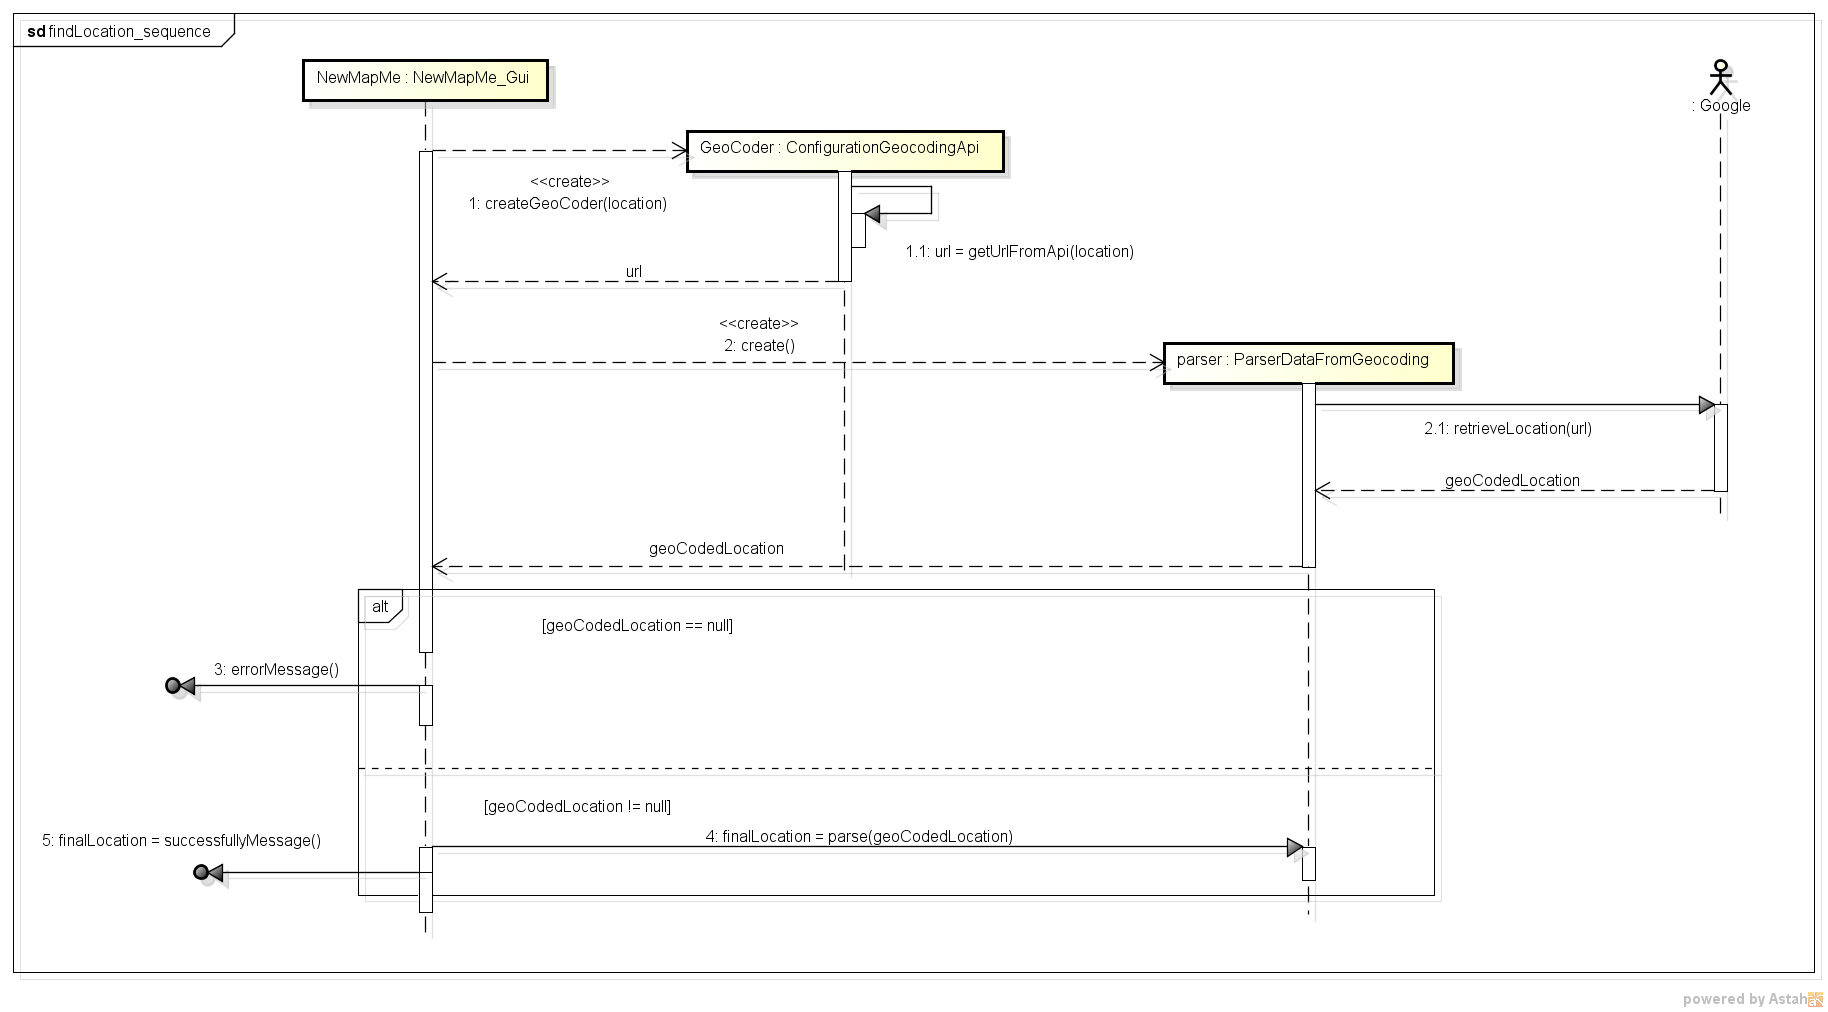 sd findLocation_sequence
NewMapMe : NewMapMe_Gui
: Google
GeoCoder : ConfigurationGeocodingApi
<<create>>
1: createGeoCoder(location)
1.1: url = getUrlFromApi(location)
url
<<create>>
2: create()
parser : ParserDataFromGeocoding
2.1: retrieveLocation(url)
geoCodedLocation
geoCodedLocation
alt
[geoCodedLocation == null]
3: errorMessage()
[geoCodedLocation != null]
4: finalLocation = parse(geoCodedLocation)
5: finalLocation = successfullyMessage()
powered by Astah